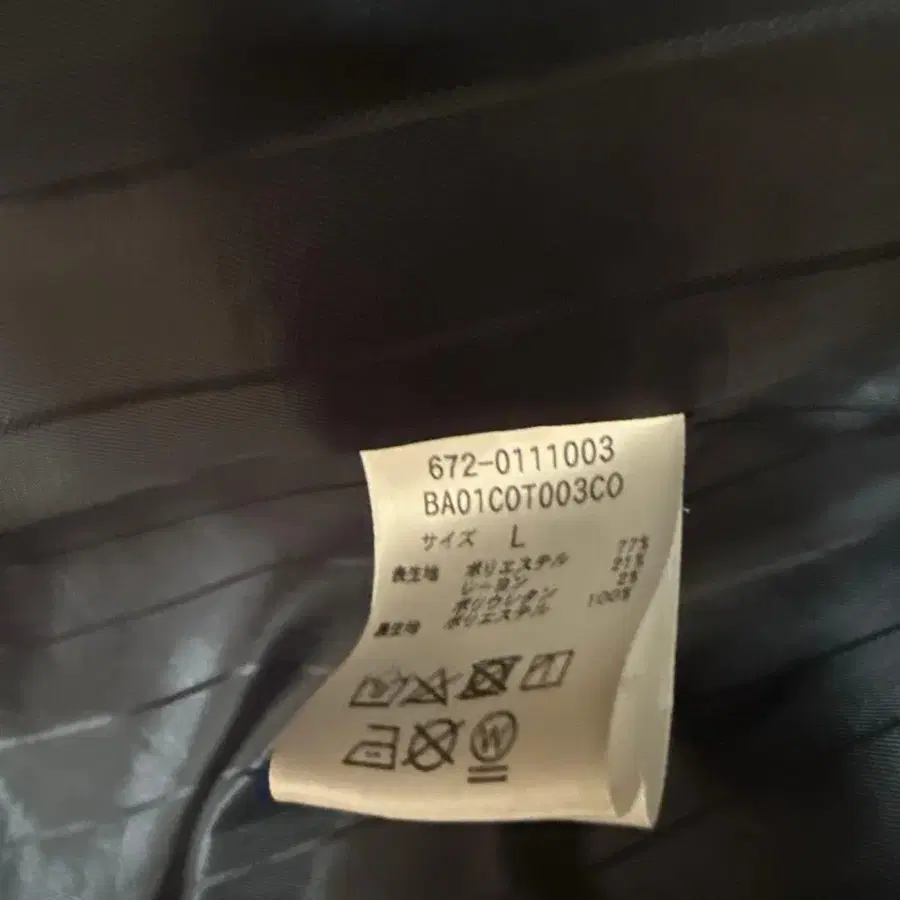 672-0111003
BA01COT003CO
サイズ L
表生地 ポリエステル 77%
レーヨン 21%
ポリウレタン 2%
裏生地 ポリエステル 100%
W